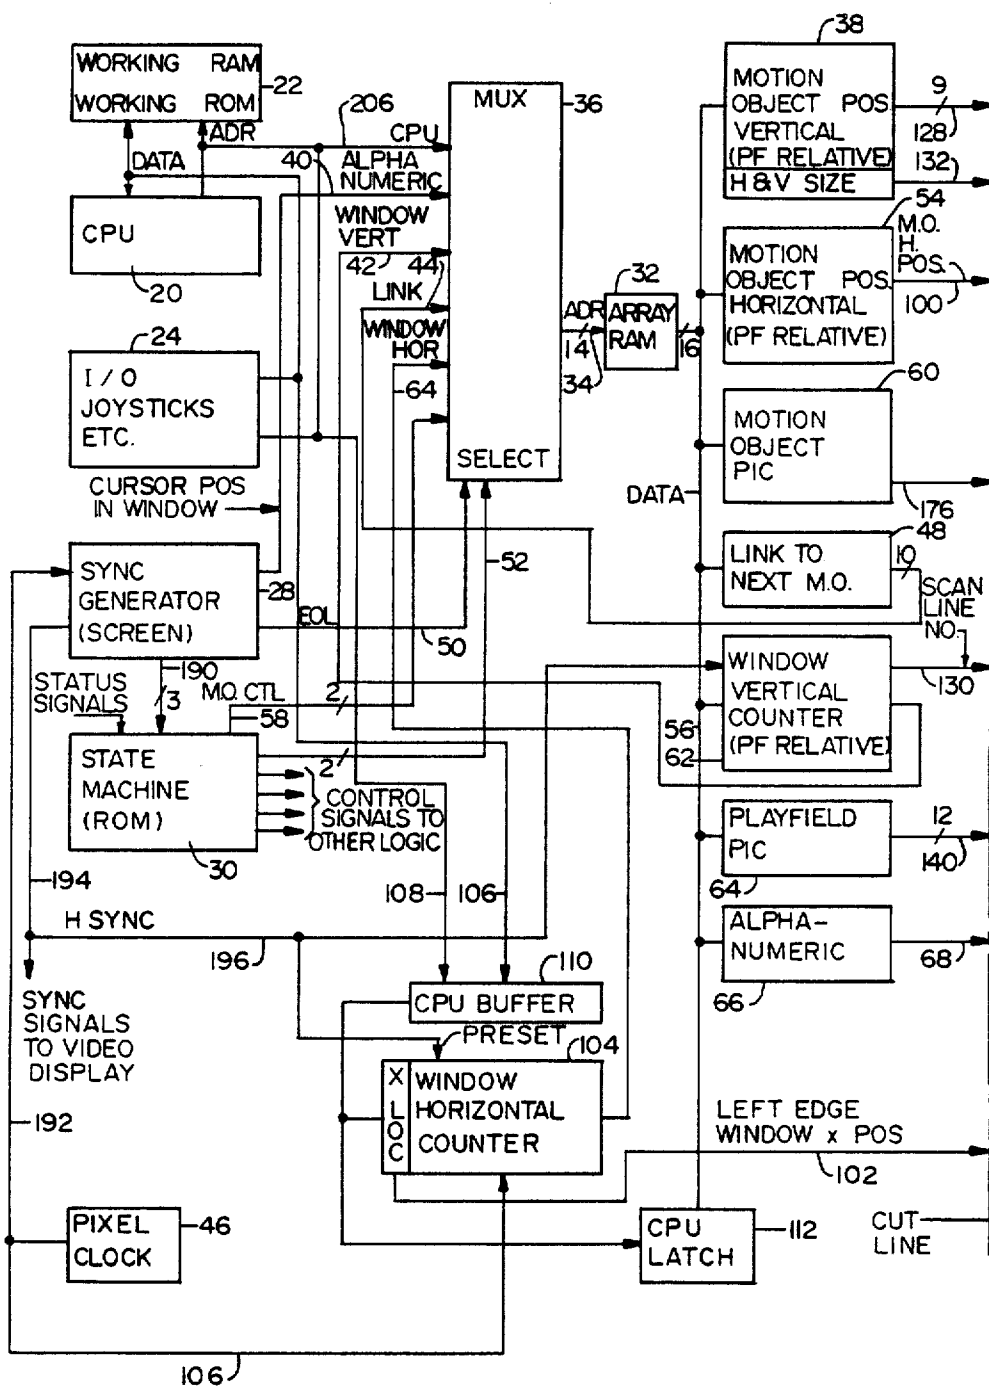 WORKING RAM
WORKING ROM
22
ADR
DATA
CPU
20
206
40
CPU
ALPHA
NUMERIC
WINDOW
VERT
42
44
LINK
WINDOW
HOR
64
MUX
36
SELECT
ADR
14
34
32
ARRAY
RAM
16
38
MOTION
OBJECT POS
VERTICAL
(PF RELATIVE)
H & V SIZE
9
128
132
54
MOTION
OBJECT POS.
HORIZONTAL
(PF RELATIVE)
M.O.
H.
POS.
100
60
MOTION
OBJECT
PIC
176
DATA
48
LINK TO
NEXT M.O.
10
SCAN
LINE
NO.
24
I/O
JOYSTICKS
ETC.
CURSOR POS
IN WINDOW
SYNC
GENERATOR
(SCREEN)
28
EOL
50
52
190
3
STATUS
SIGNALS
M.O. CTL
58
2
STATE
MACHINE
(ROM)
30
2
CONTROL
SIGNALS TO
OTHER LOGIC
WINDOW
VERTICAL
COUNTER
(PF RELATIVE)
130
56
62
PLAYFIELD
PIC
64
12
140
ALPHA-
NUMERIC
66
68
194
H SYNC
196
108
106
110
CPU BUFFER
PRESET
104
X
LOC
WINDOW
HORIZONTAL
COUNTER
SYNC
SIGNALS
TO VIDEO
DISPLAY
192
LEFT EDGE
WINDOW x POS
102
PIXEL
CLOCK
46
CPU
LATCH
112
CUT
LINE
106